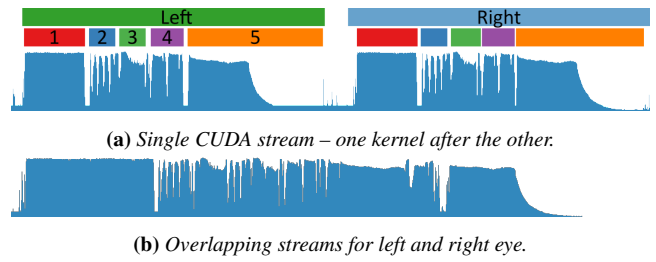 Left Right
1 2 3 4 5
(a) Single CUDA stream – one kernel after the other.
(b) Overlapping streams for left and right eye.